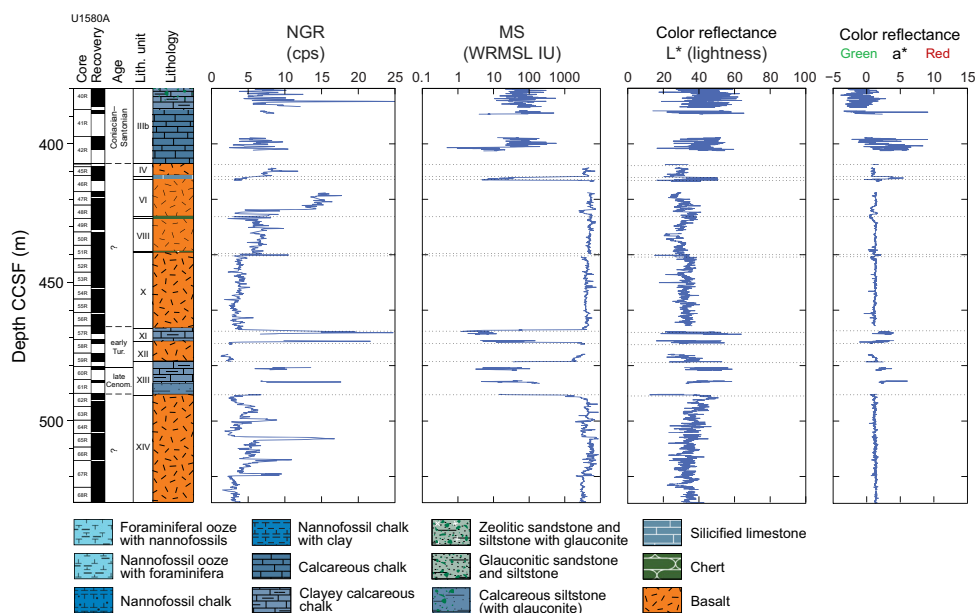 U1580A
Core
Recovery
Age
Lith. unit
Lithology
NGR
(cps)
MS
(WRMSL IU)
Color reflectance
L* (lightness)
Color reflectance
Green a* Red
0 5 10 15 20 25
0.1 1 10 100 1000
0 20 40 60 80 100
−5 0 5 10 15
Depth CCSF (m)
400
450
500
40R
41R
42R
45R
46R
47R
48R
49R
50R
51R
52R
53R
54R
55R
56R
57R
58R
59R
60R
61R
62R
63R
64R
65R
66R
67R
68R
Coniacian–
Santonian
?
early
Tur.
late
Cenom.
?
IIIb
IV
VI
VIII
X
XI
XII
XIII
XIV
Foraminiferal ooze
with nannofossils
Nannofossil ooze
with foraminifera
Nannofossil chalk
Nannofossil chalk
with clay
Calcareous chalk
Clayey calcareous
chalk
Zeolitic sandstone and
siltstone with glauconite
Glauconitic sandstone
and siltstone
Calcareous siltstone
(with glauconite)
Silicified limestone
Chert
Basalt